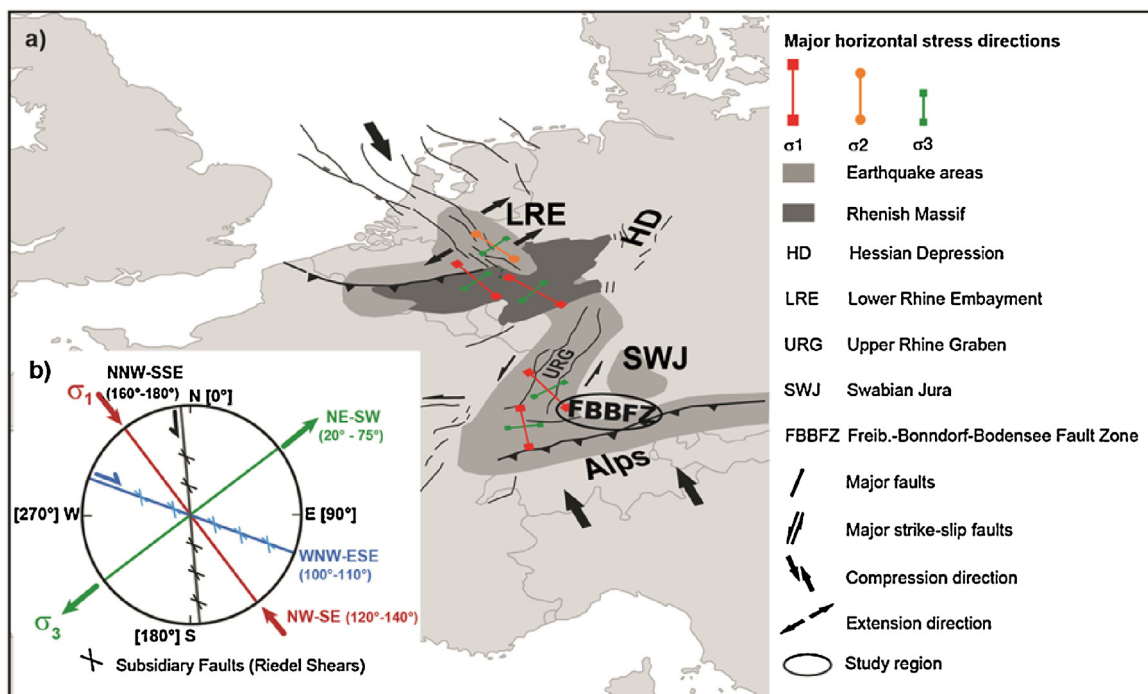 a)
LRE
HD
URG
SWJ
FBBFZ
Alps
b)
NNW-SSE
(160°-180°)
σ1
N [0°]
NE-SW
(20° - 75°)
[270°] W
E [90°]
WNW-ESE
(100°-110°)
NW-SE (120°-140°)
σ3
[180°] S
Subsidiary Faults (Riedel Shears)
Major horizontal stress directions
σ1 σ2 σ3
Earthquake areas
Rhenish Massif
HD Hessian Depression
LRE Lower Rhine Embayment
URG Upper Rhine Graben
SWJ Swabian Jura
FBBFZ Freib.-Bonndorf-Bodensee Fault Zone
Major faults
Major strike-slip faults
Compression direction
Extension direction
Study region